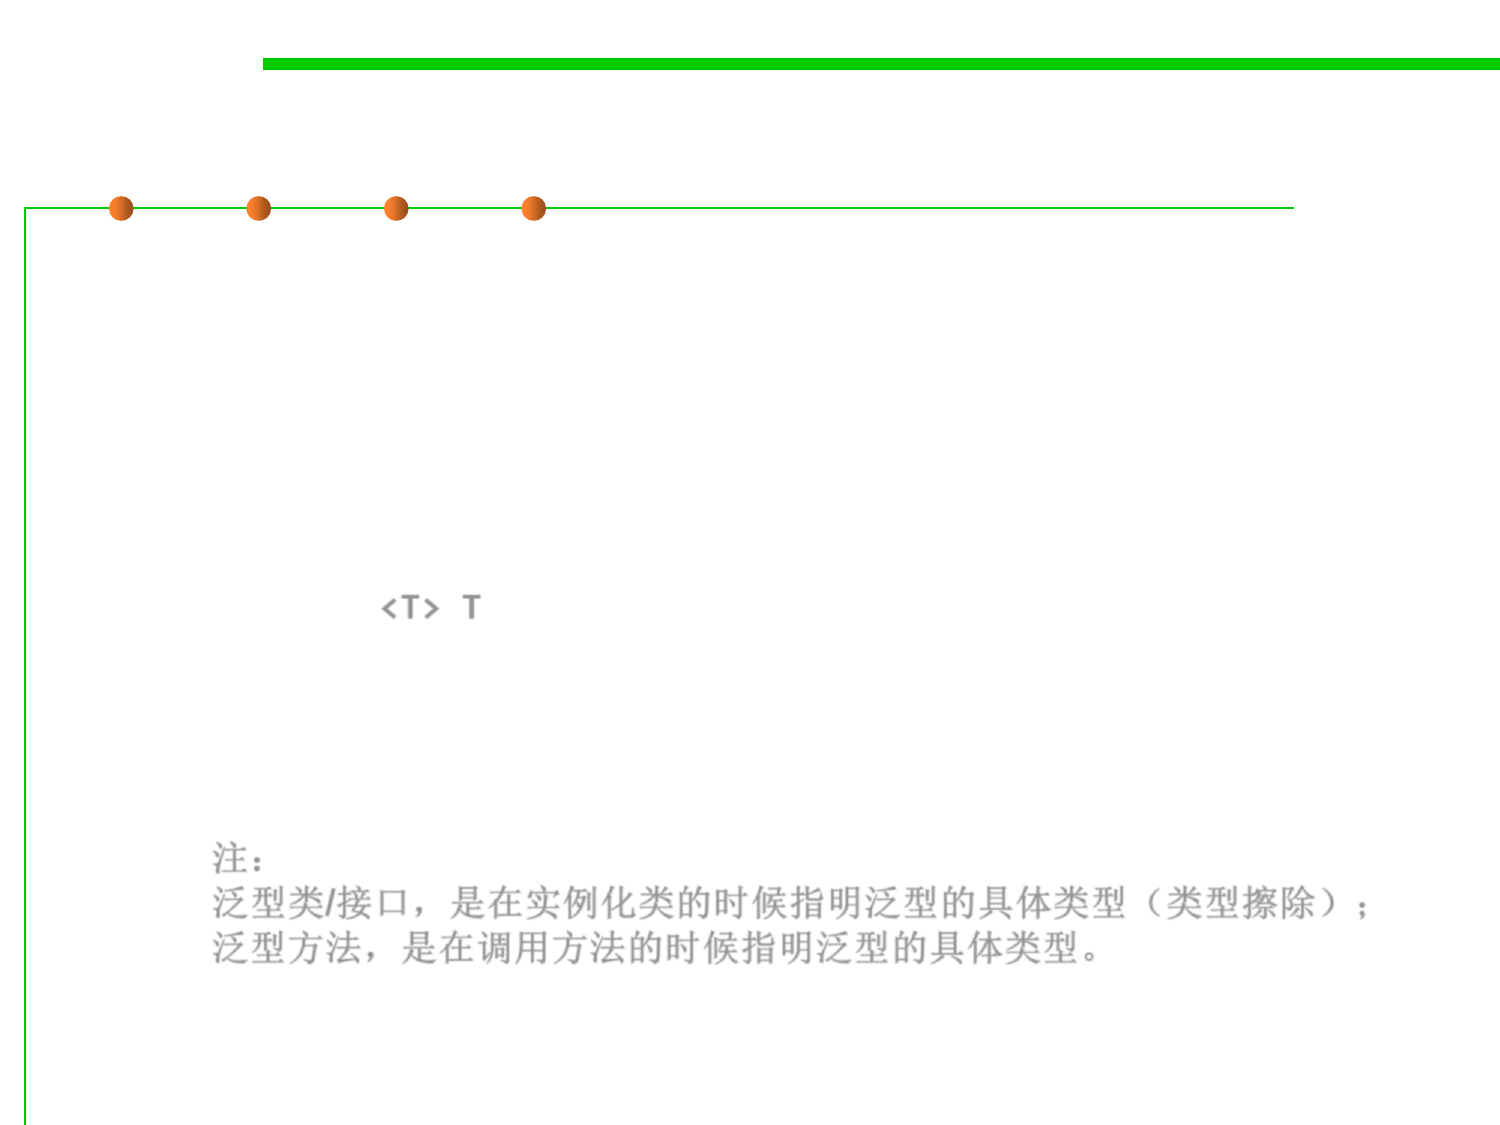 <T> T
注：
泛型类/接口，是在实例化类的时候指明泛型的具体类型（类型擦除）；
泛型方法，是在调用方法的时候指明泛型的具体类型。